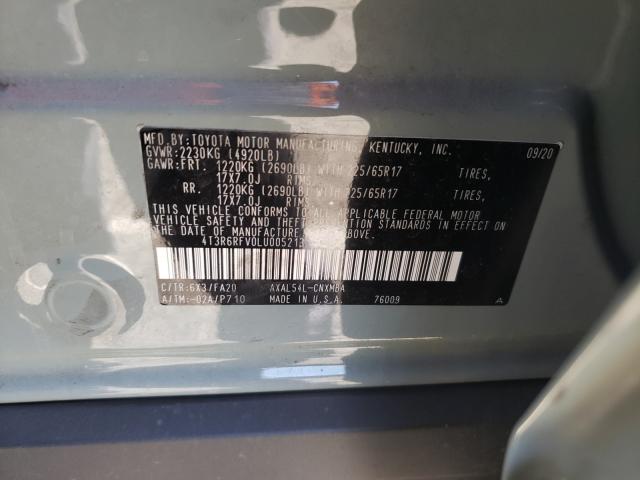 MFD.BY:TOYOTA MOTOR MANUFACTURING, KENTUCKY, INC. 09/20
GVWR:2230KG (4920LB)
GAWR:FRT 1220KG (2690LB) WITH 225/65R17 TIRES,
17X7.0J RIMS,
RR. 1220KG (2690LB) WITH 225/65R17 TIRES,
17X7.0J RIMS,
THIS VEHICLE CONFORMS TO ALL APPLICABLE FEDERAL MOTOR
VEHICLE SAFETY AND THEFT PREVENTION STANDARDS IN EFFECT ON
THE DATE OF MANUFACTURE SHOWN ABOVE.
4T3R6RFV0LU005213
C/TR:6X3/FA20 AXAL54L-CNXMBA
A/TM:-02A/P710 MADE IN U.S.A. 76009 A